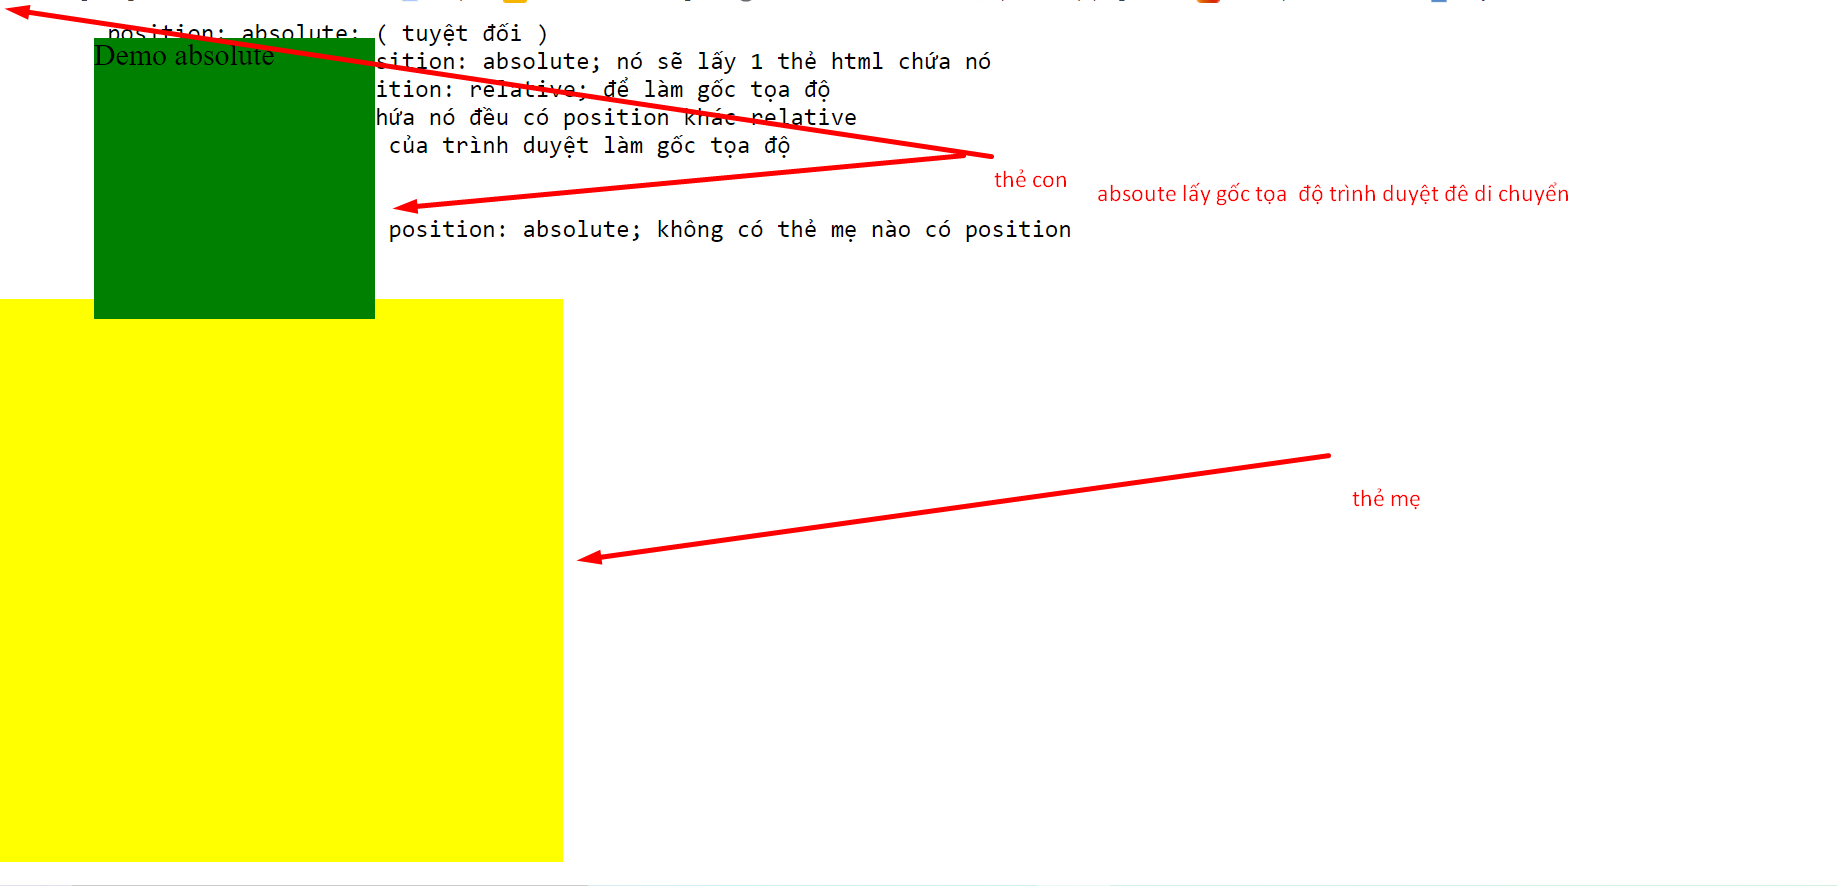 position: absolute; ( tuyệt đối )
Demo absolute
sition: absolute; nó sẽ lấy 1 thẻ html chứa nó
ition: relative; để làm gốc tọa độ
hứa nó đều có position khác relative
của trình duyệt làm gốc tọa độ
thẻ con
absoute lấy gốc tọa độ trình duyệt đê di chuyển
position: absolute; không có thẻ mẹ nào có position
thẻ mẹ